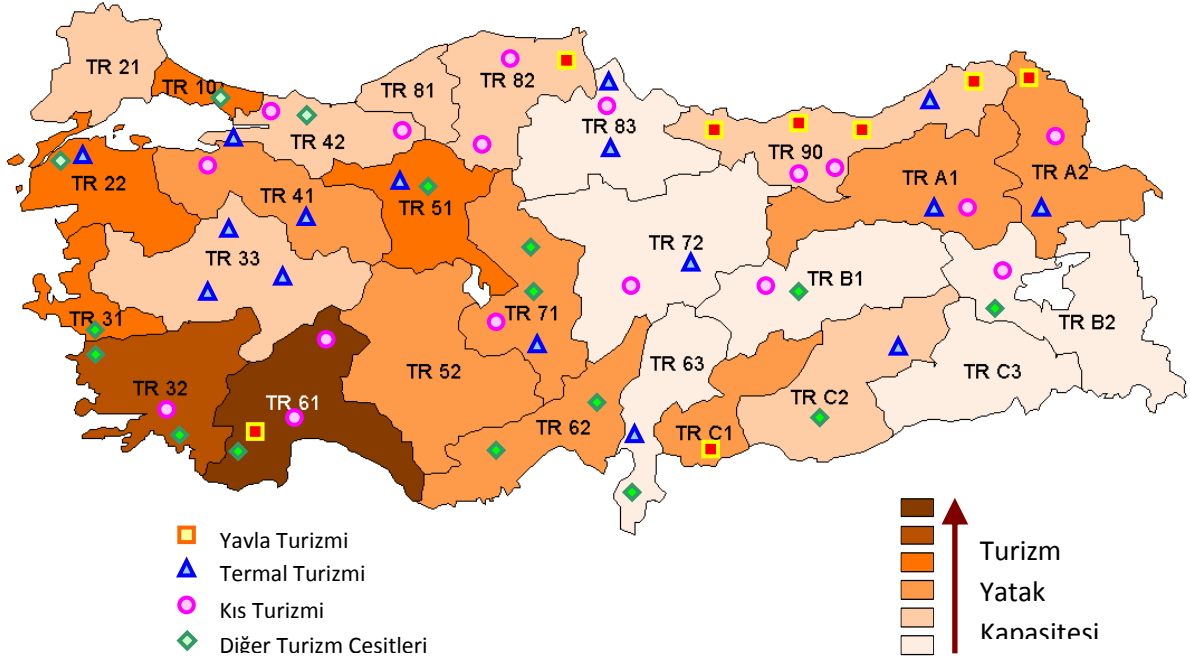 TR 21
TR 10
TR 81
TR 82
TR 42
TR 83
TR 90
TR 22
TR 41
TR 51
TR A1
TR A2
TR 33
TR 72
TR B1
TR 31
TR 71
TR B2
TR 32
TR 61
TR 52
TR 63
TR C3
TR 62
TR C1
TR C2
Yavla Turizmi
Termal Turizmi
Kıs Turizmi
Diğer Turizm Cesitleri
Turizm
Yatak
Kapasitesi